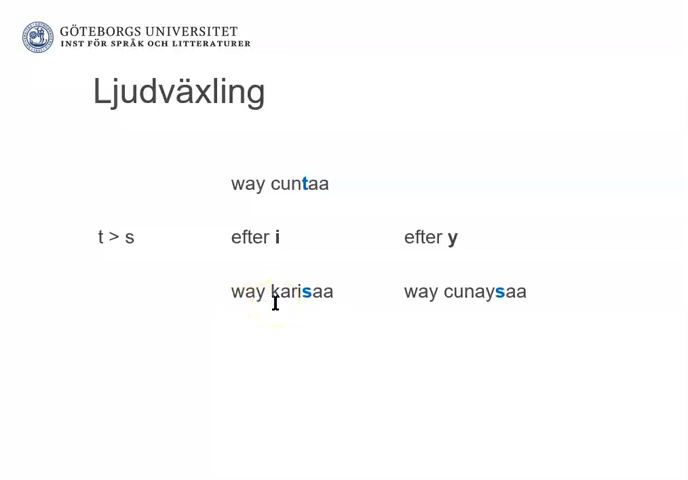 GÖTEBORGS UNIVERSITET
INST FÖR SPRÅK OCH LITTERATURER
Ljudväxling
way cuntaa
t > s efter i efter y
way karisaa way cunaysaa